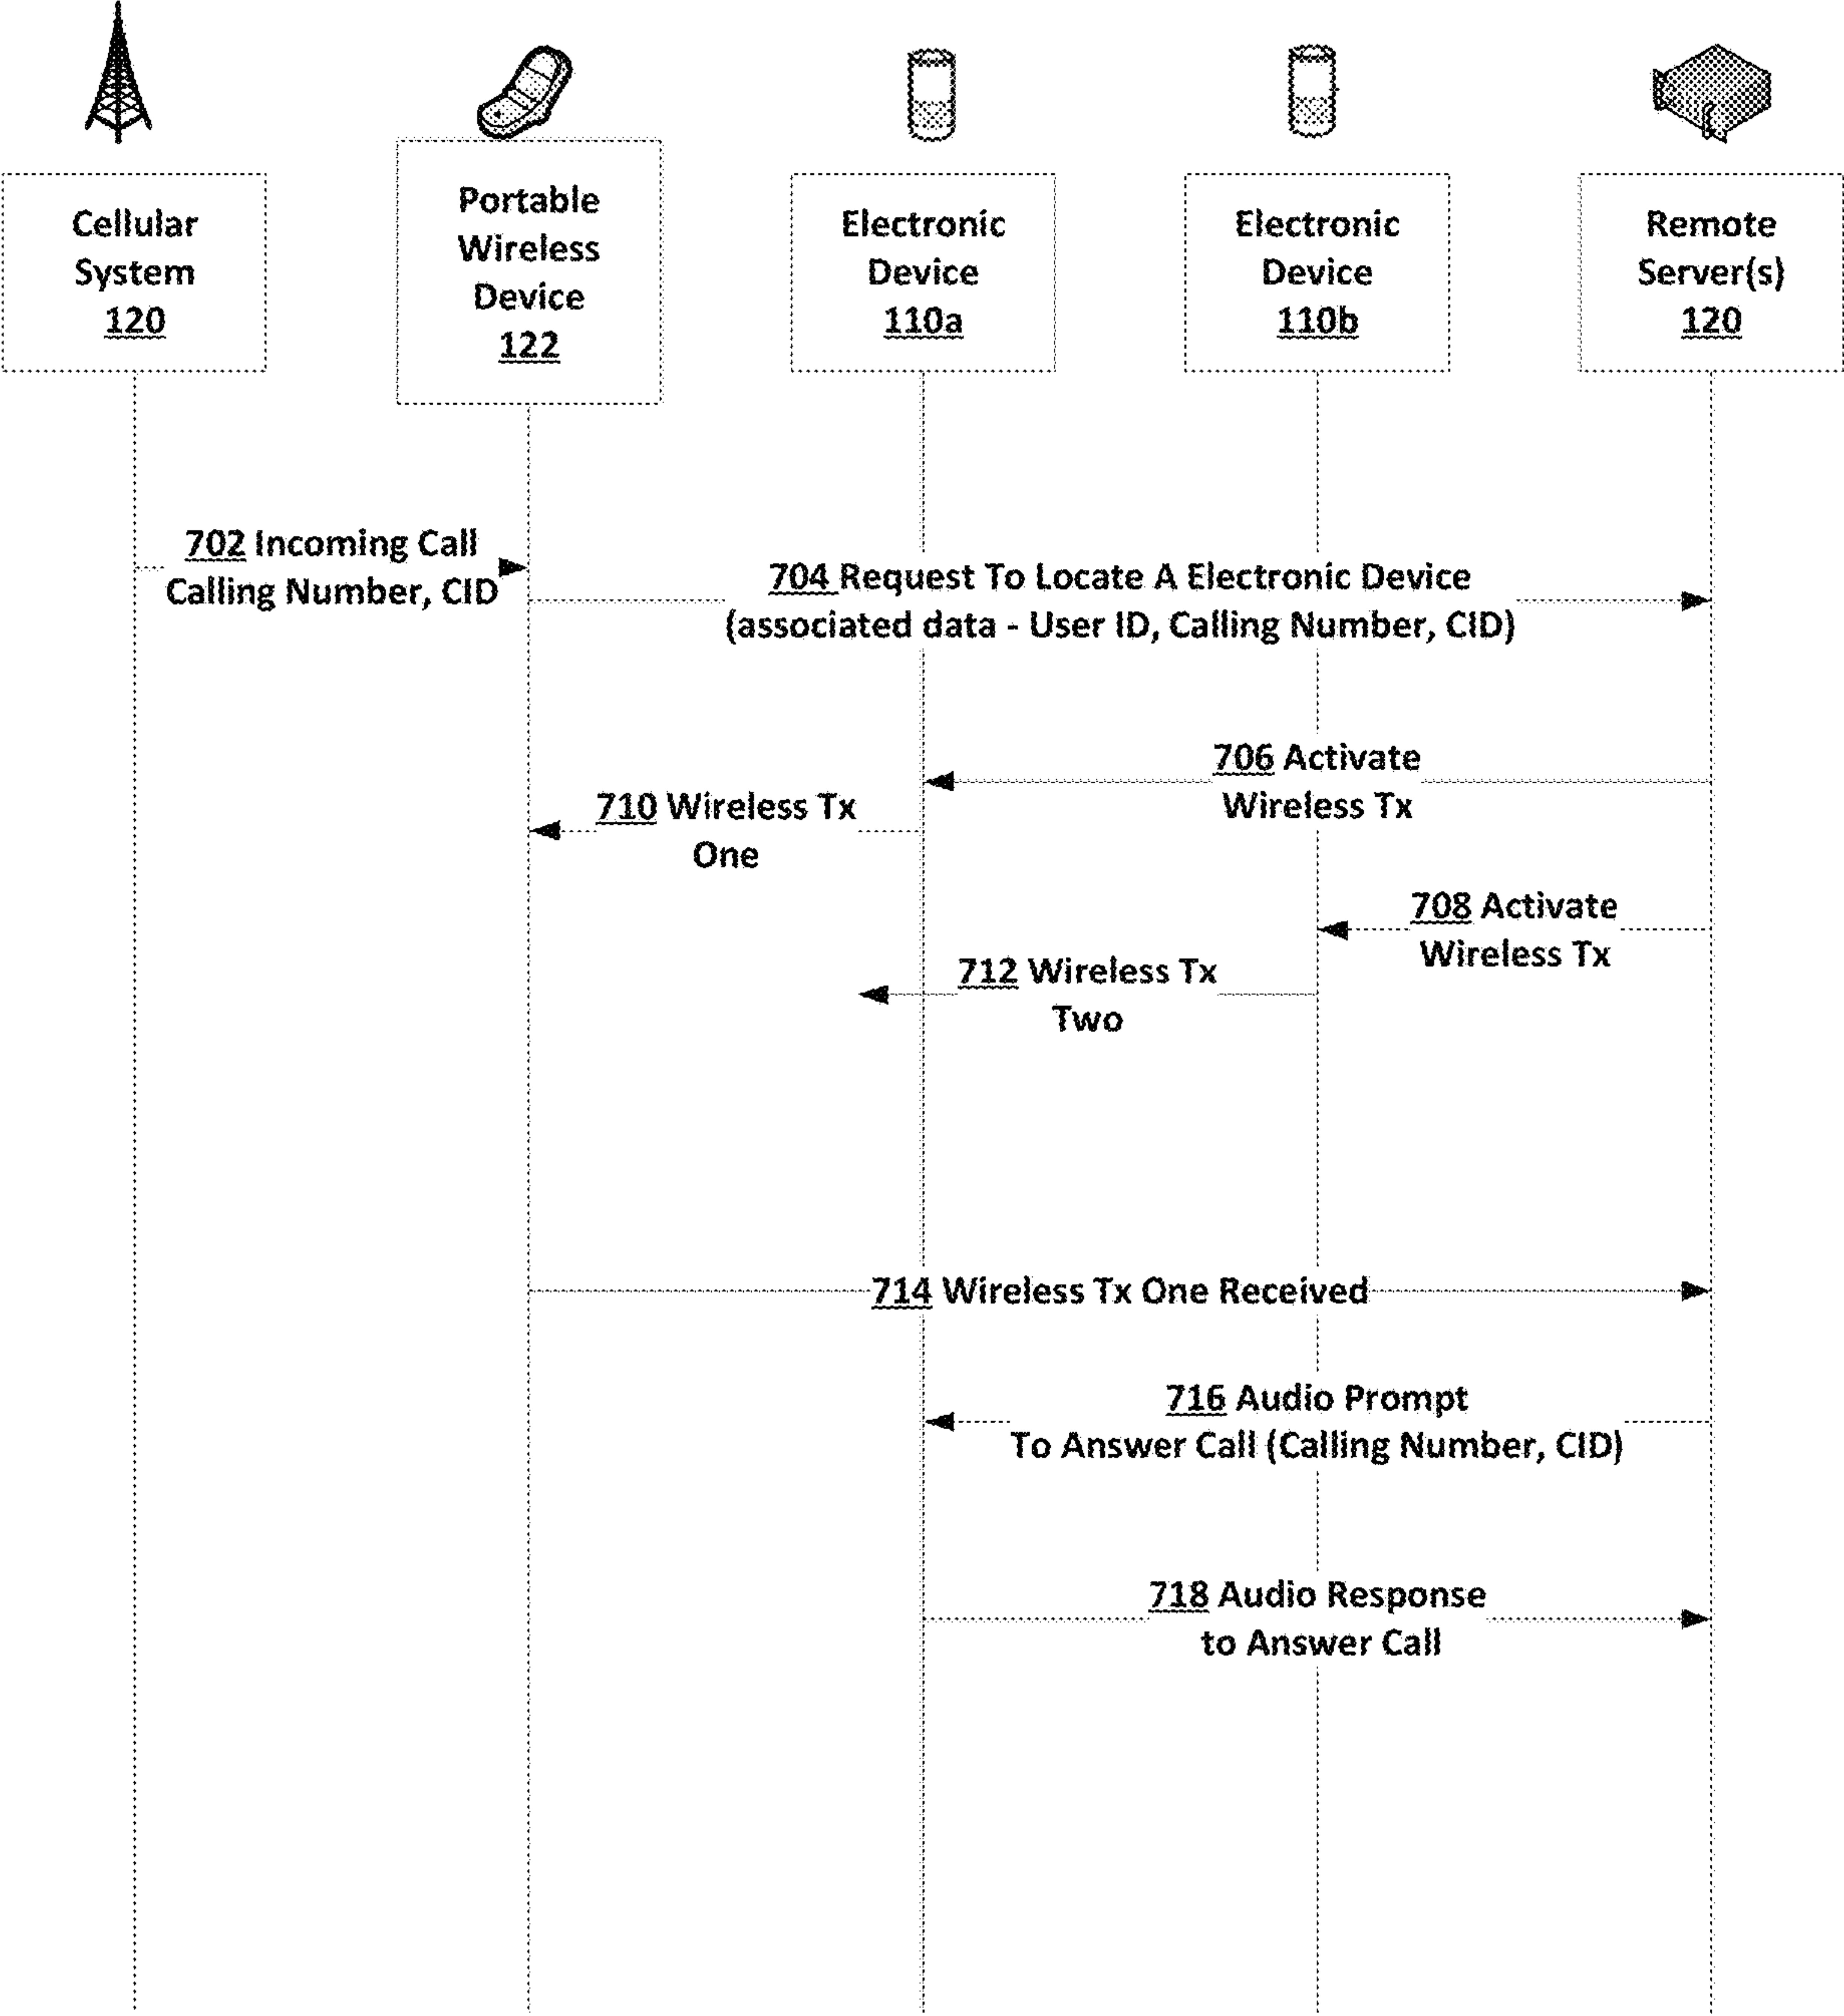 Cellular
System
120
Portable
Wireless
Device
122
Electronic
Device
110a
Electronic
Device
110b
Remote
Server(s)
120
702 Incoming Call
Calling Number, CID
704 Request To Locate A Electronic Device
(associated data - User ID, Calling Number, CID)
706 Activate
Wireless Tx
710 Wireless Tx
One
708 Activate
Wireless Tx
712 Wireless Tx
Two
714 Wireless Tx One Received
716 Audio Prompt
To Answer Call (Calling Number, CID)
718 Audio Response
to Answer Call